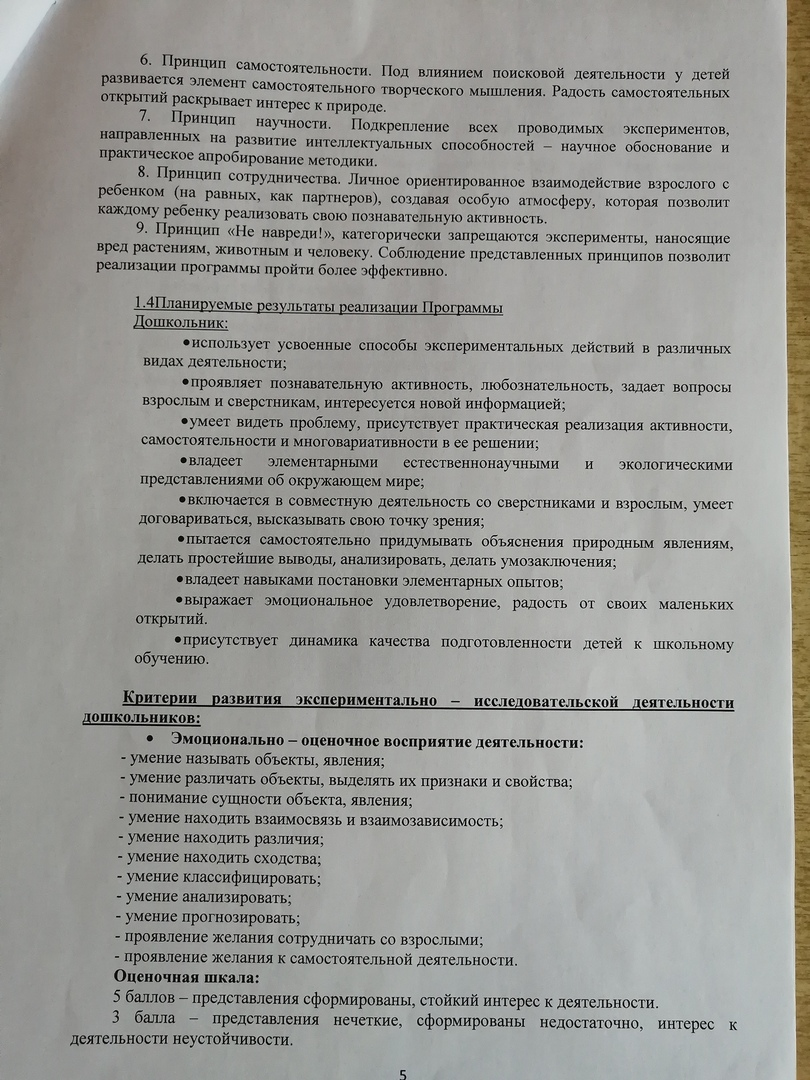 6. Принцип самостоятельности. Под влиянием поисковой деятельности у детей
развивается элемент самостоятельного творческого мышления. Радость самостоятельных
открытий раскрывает интерес к природе.
7. Принцип научности. Подкрепление всех проводимых экспериментов,
направленных на развитие интеллектуальных способностей – научное обоснование и
практическое апробирование методики.
8. Принцип сотрудничества. Личное ориентированное взаимодействие взрослого с
ребенком (на равных, как партнеров), создавая особую атмосферу, которая позволит
каждому ребенку реализовать свою познавательную активность.
9. Принцип «Не навреди!», категорически запрещаются эксперименты, наносящие
вред растениям, животным и человеку. Соблюдение представленных принципов позволит
реализации программы пройти более эффективно.
1.4Планируемые результаты реализации Программы
Дошкольник:
•использует усвоенные способы экспериментальных действий в различных
видах деятельности;
•проявляет познавательную активность, любознательность, задает вопросы
взрослым и сверстникам, интересуется новой информацией;
•умеет видеть проблему, присутствует практическая реализация активности,
самостоятельности и многовариативности в ее решении;
•владеет элементарными естественнонаучными и экологическими
представлениями об окружающем мире;
•включается в совместную деятельность со сверстниками и взрослым, умеет
договариваться, высказывать свою точку зрения;
•пытается самостоятельно придумывать объяснения природным явлениям,
делать простейшие выводы, анализировать, делать умозаключения;
•владеет навыками постановки элементарных опытов;
•выражает эмоциональное удовлетворение, радость от своих маленьких
открытий.
•присутствует динамика качества подготовленности детей к школьному
обучению.
Критерии развития экспериментально – исследовательской деятельности
дошкольников:
• Эмоционально – оценочное восприятие деятельности:
- умение называть объекты, явления;
- умение различать объекты, выделять их признаки и свойства;
- понимание сущности объекта, явления;
- умение находить взаимосвязь и взаимозависимость;
- умение находить различия;
- умение находить сходства;
- умение классифицировать;
- умение анализировать;
- умение прогнозировать;
- проявление желания сотрудничать со взрослыми;
- проявление желания к самостоятельной деятельности.
Оценочная шкала:
5 баллов – представления сформированы, стойкий интерес к деятельности.
3 балла – представления нечеткие, сформированы недостаточно, интерес к
деятельности неустойчивости.
5